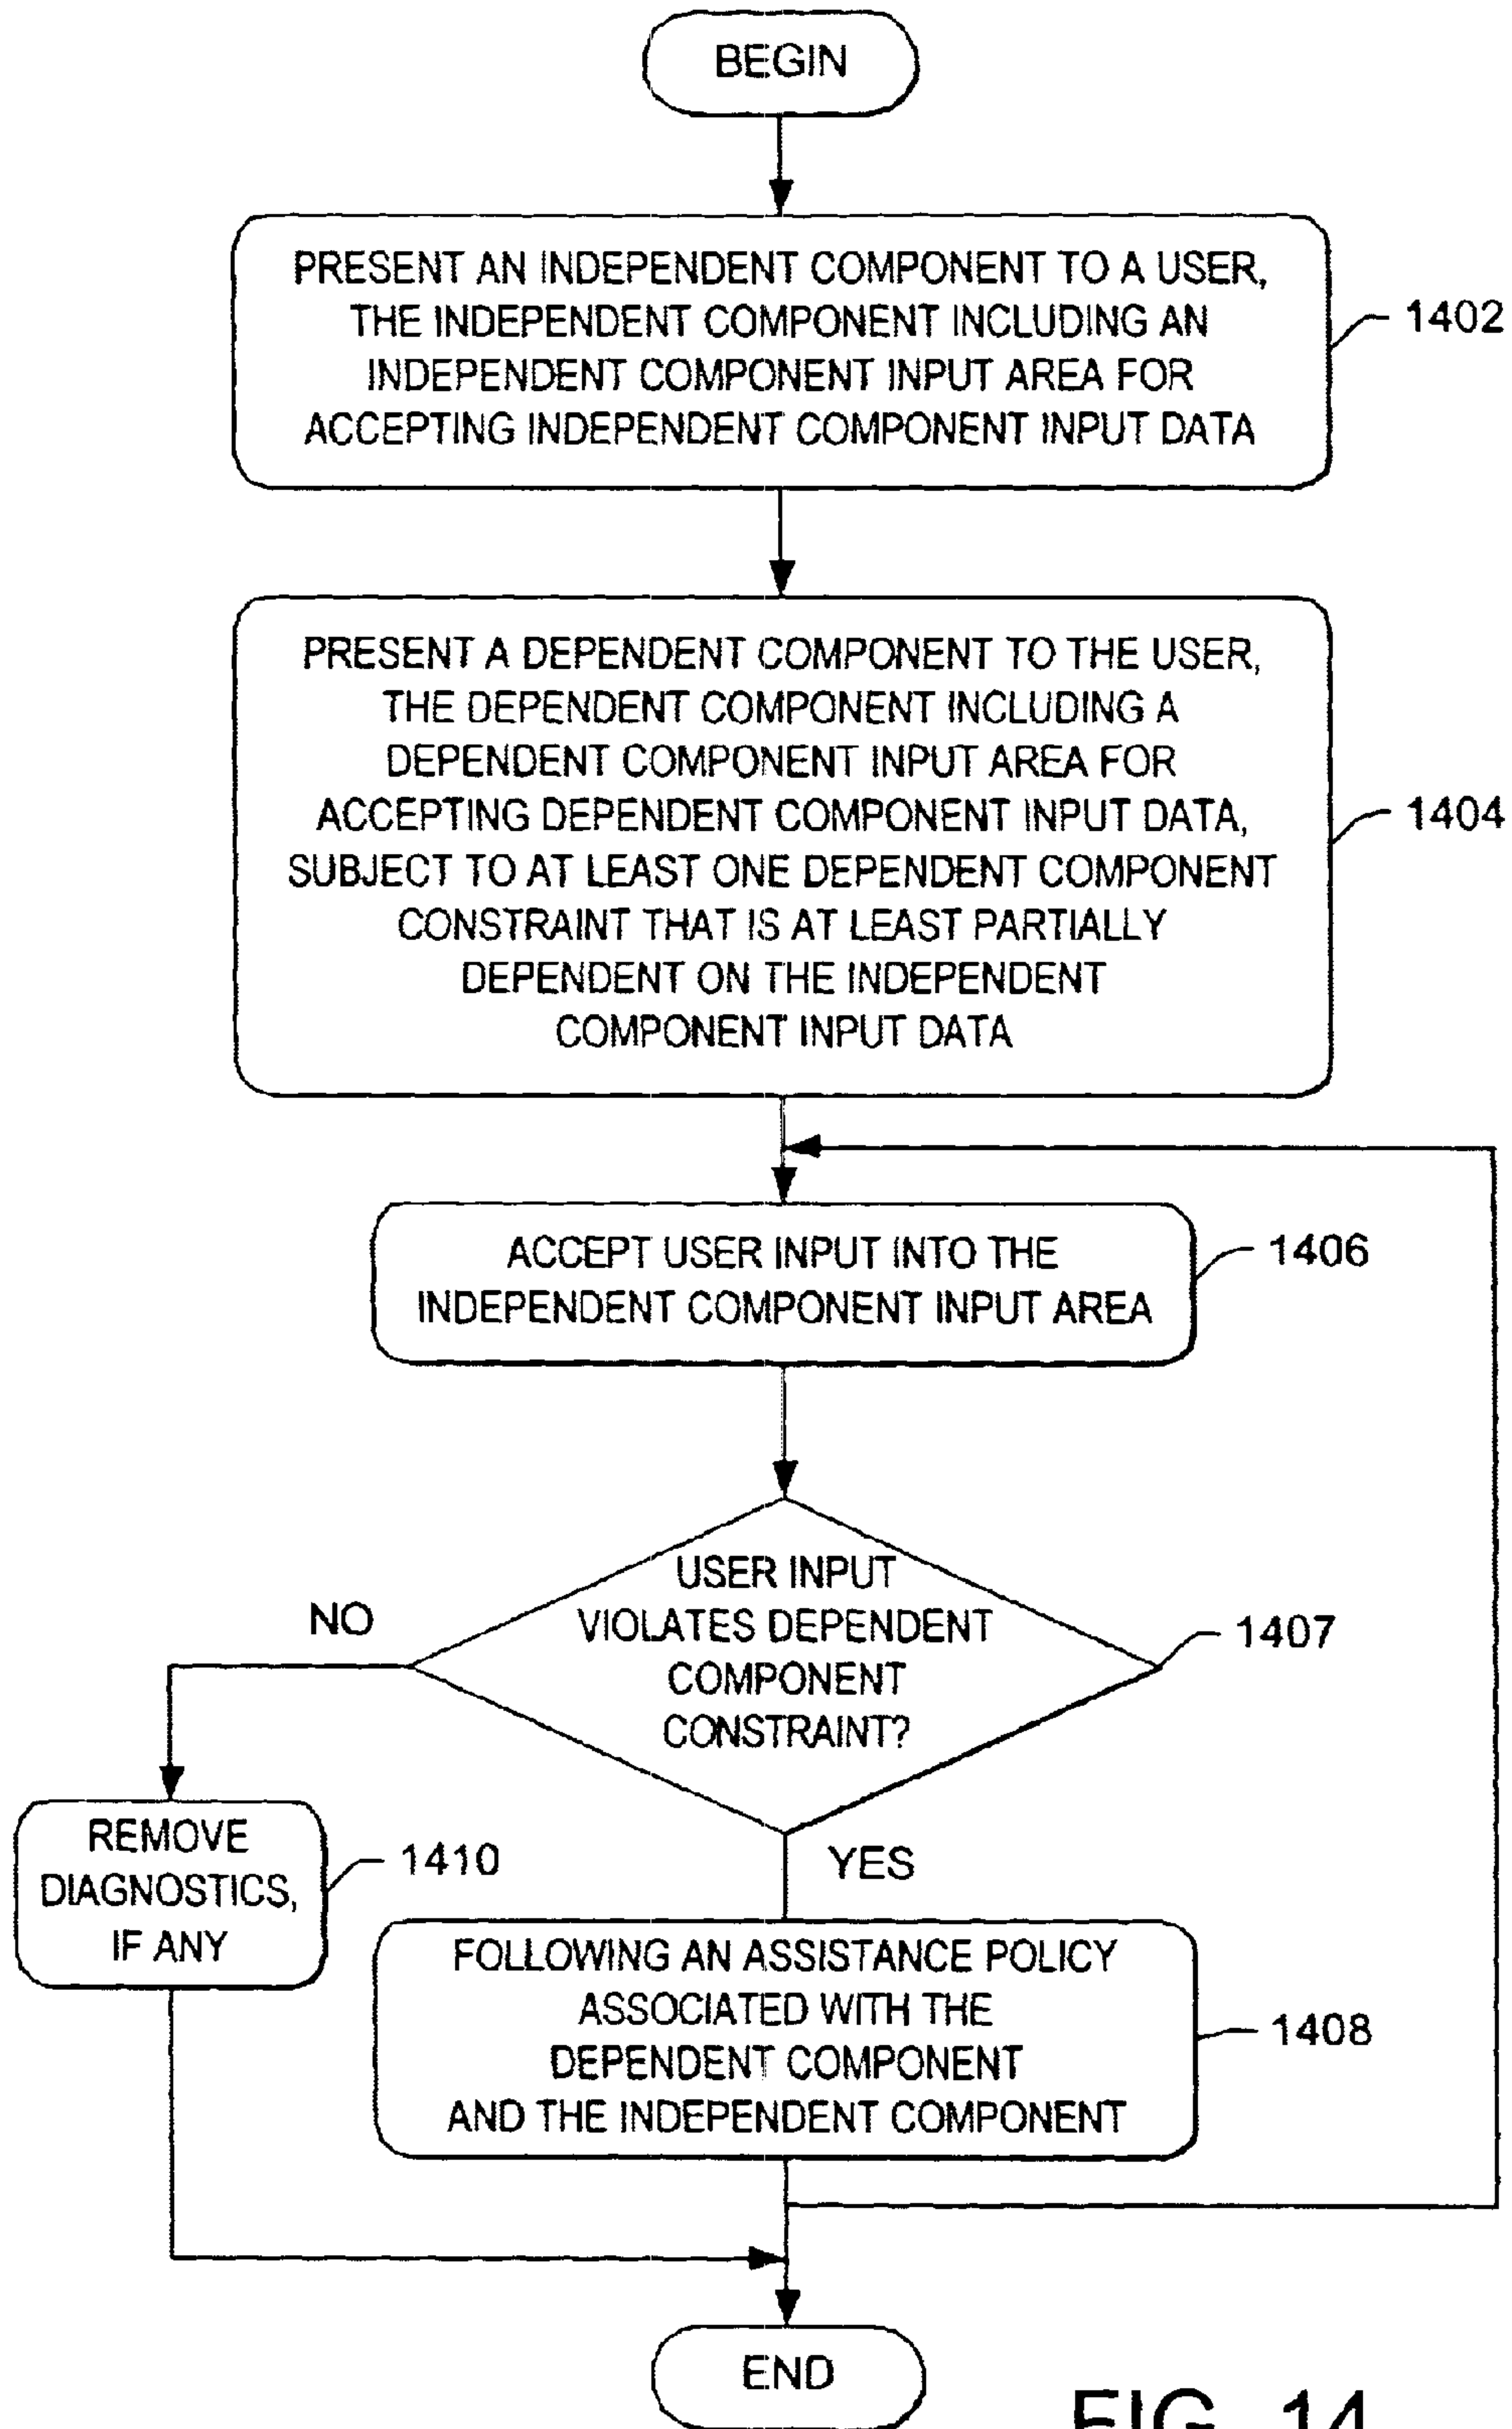 BEGIN
PRESENT AN INDEPENDENT COMPONENT TO A USER,
THE INDEPENDENT COMPONENT INCLUDING AN
INDEPENDENT COMPONENT INPUT AREA FOR
ACCEPTING INDEPENDENT COMPONENT INPUT DATA
1402
PRESENT A DEPENDENT COMPONENT TO THE USER,
THE DEPENDENT COMPONENT INCLUDING A
DEPENDENT COMPONENT INPUT AREA FOR
ACCEPTING DEPENDENT COMPONENT INPUT DATA,
SUBJECT TO AT LEAST ONE DEPENDENT COMPONENT
CONSTRAINT THAT IS AT LEAST PARTIALLY
DEPENDENT ON THE INDEPENDENT
COMPONENT INPUT DATA
1404
ACCEPT USER INPUT INTO THE
INDEPENDENT COMPONENT INPUT AREA
1406
USER INPUT
VIOLATES DEPENDENT
COMPONENT
CONSTRAINT?
1407
NO
YES
REMOVE
DIAGNOSTICS,
IF ANY
1410
FOLLOWING AN ASSISTANCE POLICY
ASSOCIATED WITH THE
DEPENDENT COMPONENT
AND THE INDEPENDENT COMPONENT
1408
END
FIG. 14